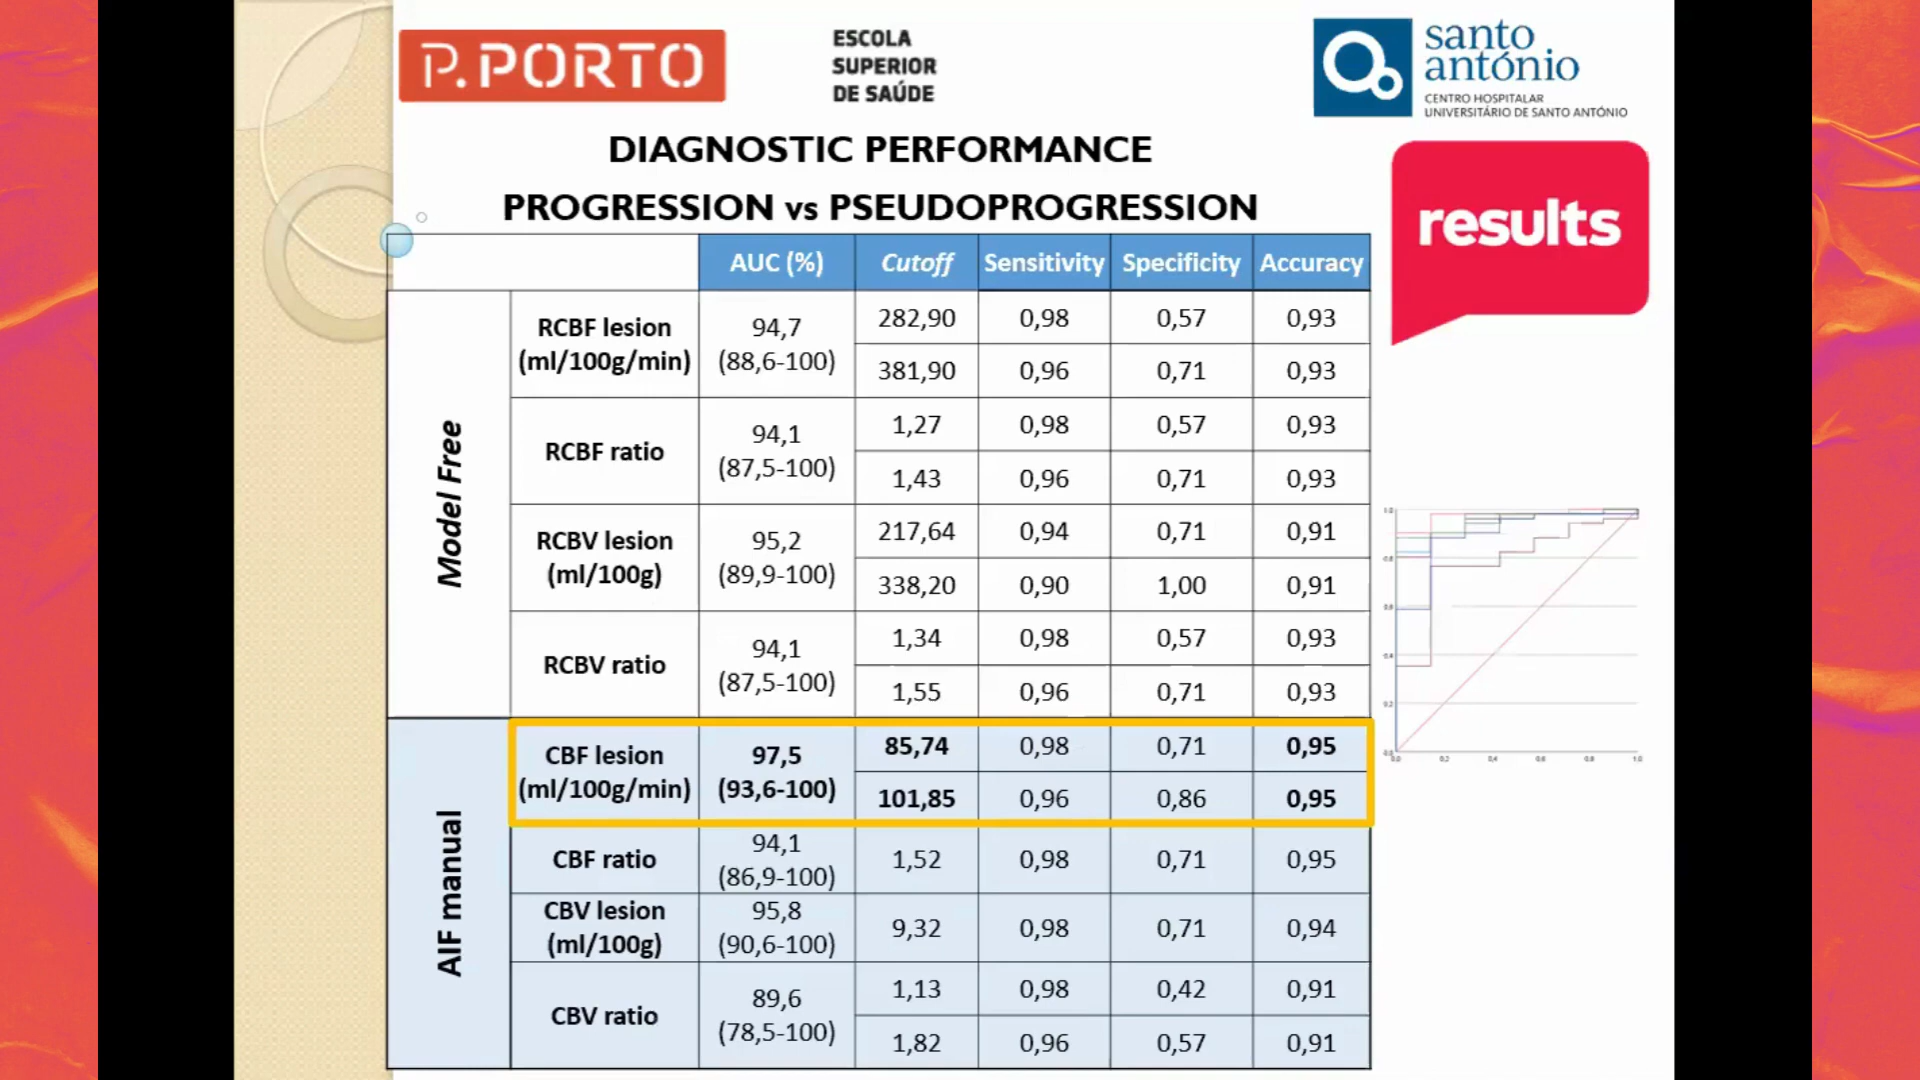 P.PORTO
ESCOLA
SUPERIOR
DE SAÚDE
santo
antónio
CENTRO HOSPITALAR
UNIVERSITÁRIO DE SANTO ANTÓNIO
DIAGNOSTIC PERFORMANCE
PROGRESSION vs PSEUDOPROGRESSION
results
AUC (%) Cutoff Sensitivity Specificity Accuracy
Model Free
RCBF lesion
(ml/100g/min)
94,7
(88,6-100)
282,90 0,98 0,57 0,93
381,90 0,96 0,71 0,93
RCBF ratio
94,1
(87,5-100)
1,27 0,98 0,57 0,93
1,43 0,96 0,71 0,93
RCBV lesion
(ml/100g)
95,2
(89,9-100)
217,64 0,94 0,71 0,91
338,20 0,90 1,00 0,91
RCBV ratio
94,1
(87,5-100)
1,34 0,98 0,57 0,93
1,55 0,96 0,71 0,93
AIF manual
CBF lesion
(ml/100g/min)
97,5
(93,6-100)
85,74 0,98 0,71 0,95
101,85 0,96 0,86 0,95
CBF ratio
94,1
(86,9-100)
1,52 0,98 0,71 0,95
CBV lesion
(ml/100g)
95,8
(90,6-100)
9,32 0,98 0,71 0,94
CBV ratio
89,6
(78,5-100)
1,13 0,98 0,42 0,91
1,82 0,96 0,57 0,91